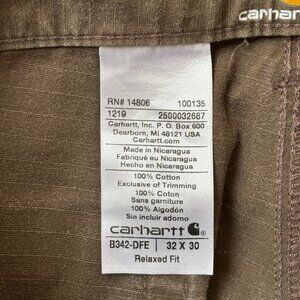 carhar
RN# 14806 100135
1219 2500032687
Carhartt, Inc. P.O. Box 600
Dearborn, MI 48121 USA
Carhartt.com
Made in Nicaragua
Fabriqué au Nicaragua
Hecho en Nicaragua
100% Cotton
Exclusive of Trimming
100% Coton
Sans garniture
100% Algodón
Sin incluir adorno
carhartt
B342-DFE 32 X 30
Relaxed Fit